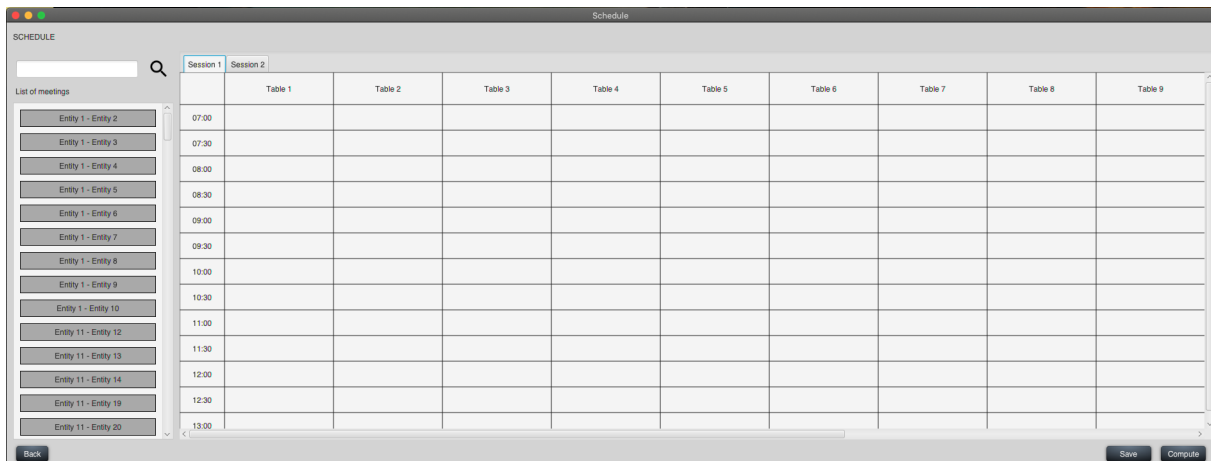 Schedule
SCHEDULE
List of meetings
Entity 1 - Entity 2
Entity 1 - Entity 3
Entity 1 - Entity 4
Entity 1 - Entity 5
Entity 1 - Entity 6
Entity 1 - Entity 7
Entity 1 - Entity 8
Entity 1 - Entity 9
Entity 1 - Entity 10
Entity 11 - Entity 12
Entity 11 - Entity 13
Entity 11 - Entity 14
Entity 11 - Entity 19
Entity 11 - Entity 20
Session 1 Session 2
Table 1 Table 2 Table 3 Table 4 Table 5 Table 6 Table 7 Table 8 Table 9
07:00
07:30
08:00
08:30
09:00
09:30
10:00
10:30
11:00
11:30
12:00
12:30
13:00
Back Save Compute